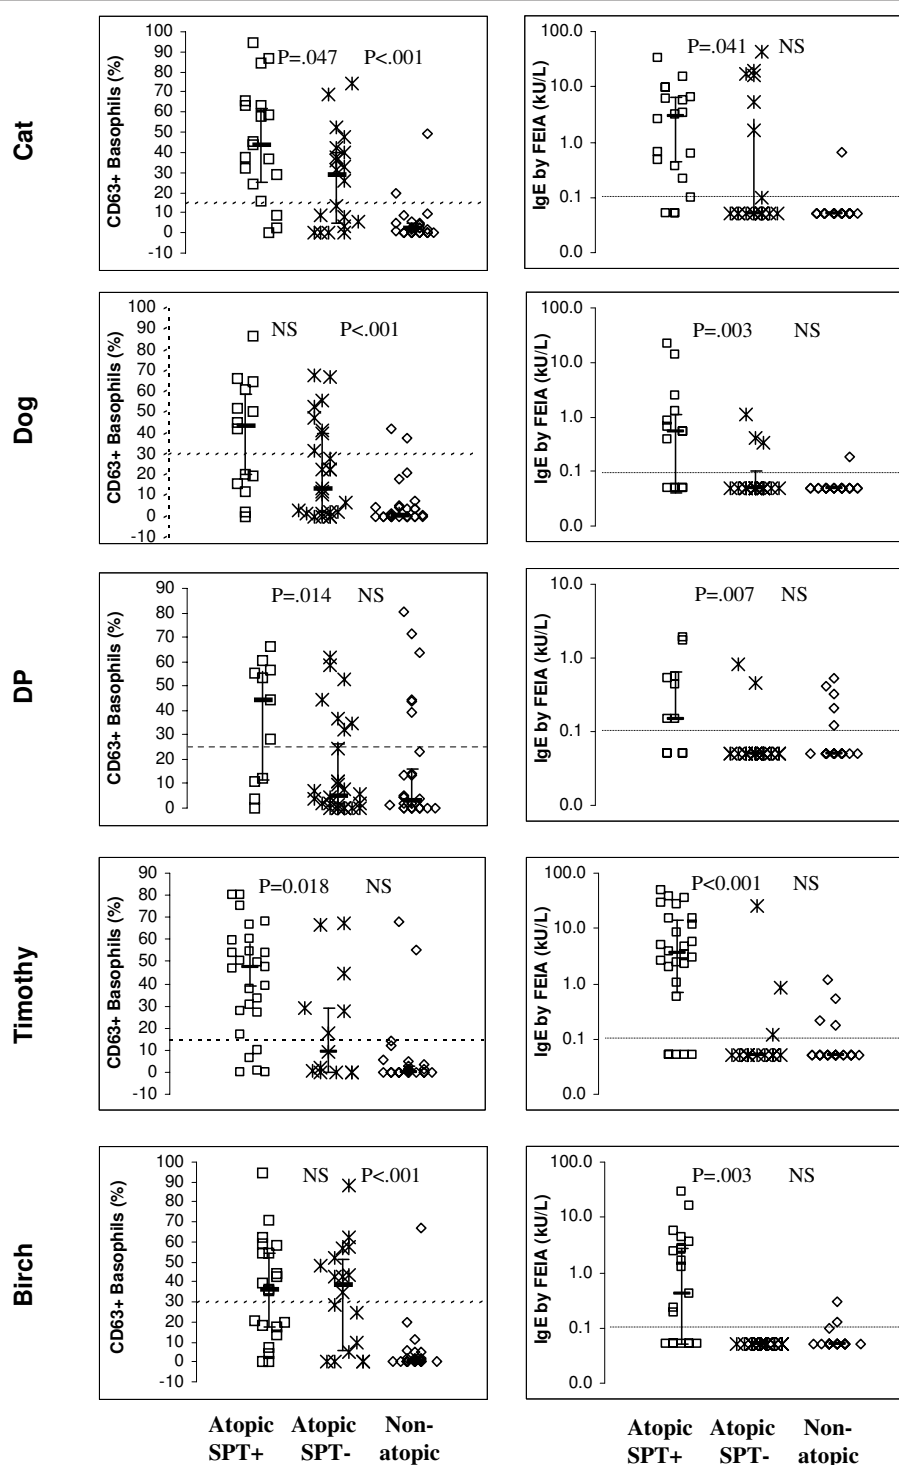 Cat
CD63+ Basophils (%)
100
90
80
70
60
50
40
30
20
10
0
-10
P=.047 P<.001
IgE by FEIA (kU/L)
100.0
10.0
1.0
0.1
0.0
P=.041 NS
Dog
CD63+ Basophils (%)
100
90
80
70
60
50
40
30
20
10
0
-10
NS P<.001
IgE by FEIA (kU/L)
100.0
10.0
1.0
0.1
0.0
P=.003 NS
DP
CD63+ Basophils (%)
90
80
70
60
50
40
30
20
10
0
P=.014 NS
IgE by FEIA (kU/L)
10.0
1.0
0.1
0.0
P=.007 NS
Timothy
CD63+ Basophils (%)
90
80
70
60
50
40
30
20
10
0
-10
P=0.018 NS
IgE by FEIA (kU/L)
100.0
10.0
1.0
0.1
0.0
P<0.001 NS
Birch
CD63+ Basophils (%)
100
90
80
70
60
50
40
30
20
10
0
-10
NS P<.001
IgE by FEIA (kU/L)
100.0
10.0
1.0
0.1
0.0
P=.003 NS
Atopic Atopic Non-
SPT+ SPT- atopic
Atopic Atopic Non-
SPT+ SPT- atopic